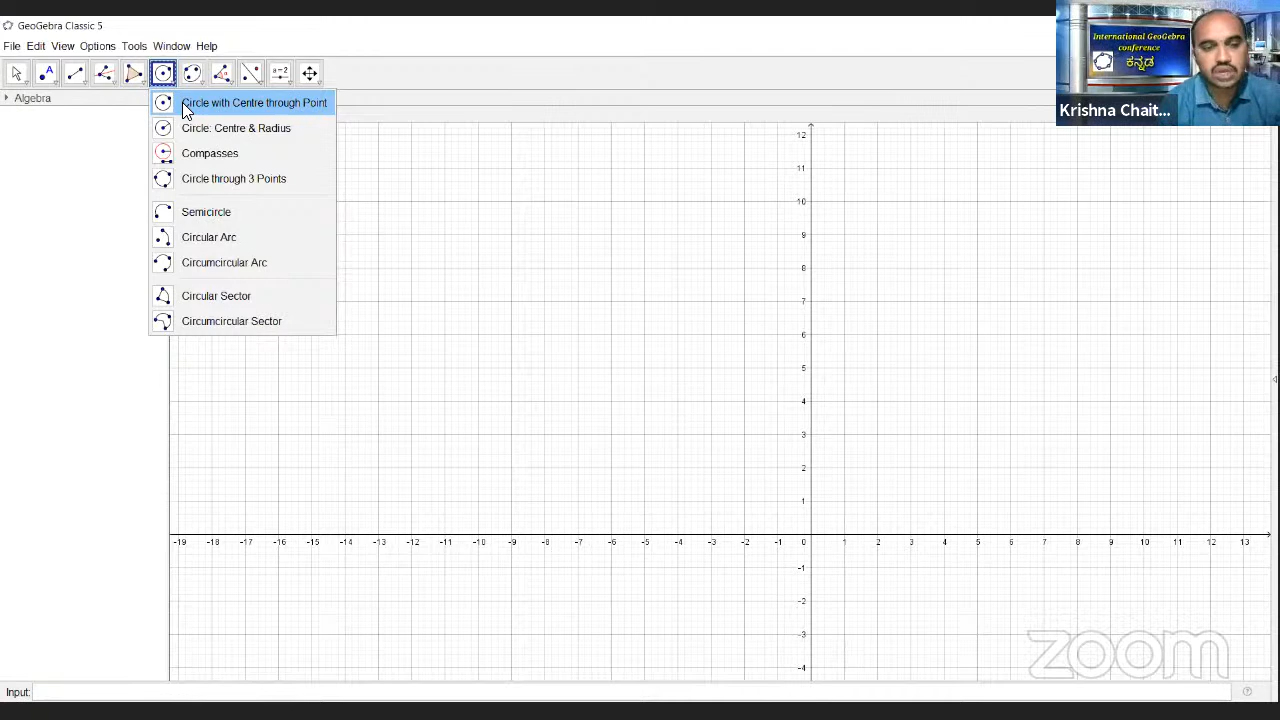 GeoGebra Classic 5
File Edit View Options Tools Window Help
A
a=2
Algebra
Circle with Centre through Point
Circle: Centre & Radius
Compasses
Circle through 3 Points
Semicircle
Circular Arc
Circumcircular Arc
Circular Sector
Circumcircular Sector
International GeoGebra
conference
ಕನ್ನಡ
Krishna Chait...
12
11
10
9
8
7
6
5
4
3
2
1
-19 -18 -17 -16 -15 -14 -13 -12 -11 -10 -9 -8 -7 -6 -5 -4 -3 -2 -1 0 1 2 3 4 5 6 7 8 9 10 11 12 13
-1
-2
-3
-4
zoom
Input: